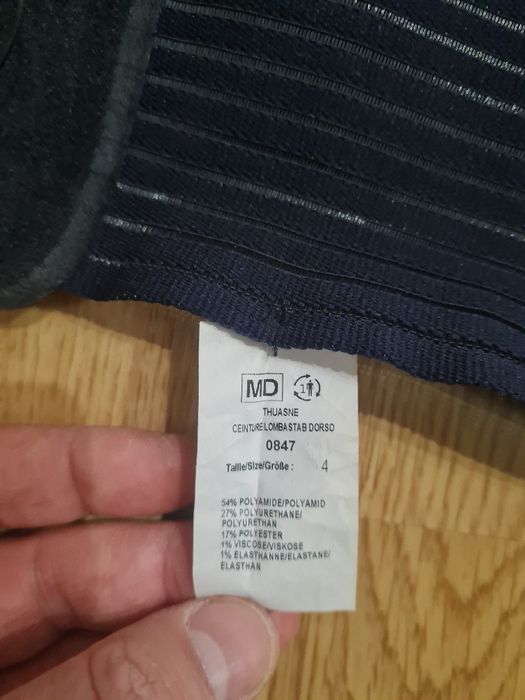 MD 1
THUASNE
CEINTURE LOMBASTAB DORSO
0847
Taille/Size/Größe : 4
54% POLYAMIDE/POLYAMID
27% POLYURETHANE/
POLYURETHAN
17% POLYESTER
1% VISCOSE/VISKOSE
1% ELASTHANNE/ELASTANE/
ELASTHAN